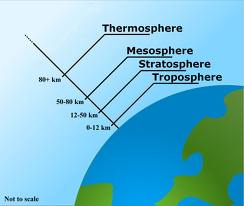 Thermosphere
Mesosphere
Stratosphere
Troposphere
80+ km
50-80 km
12-50 km
0-12 km
Not to scale